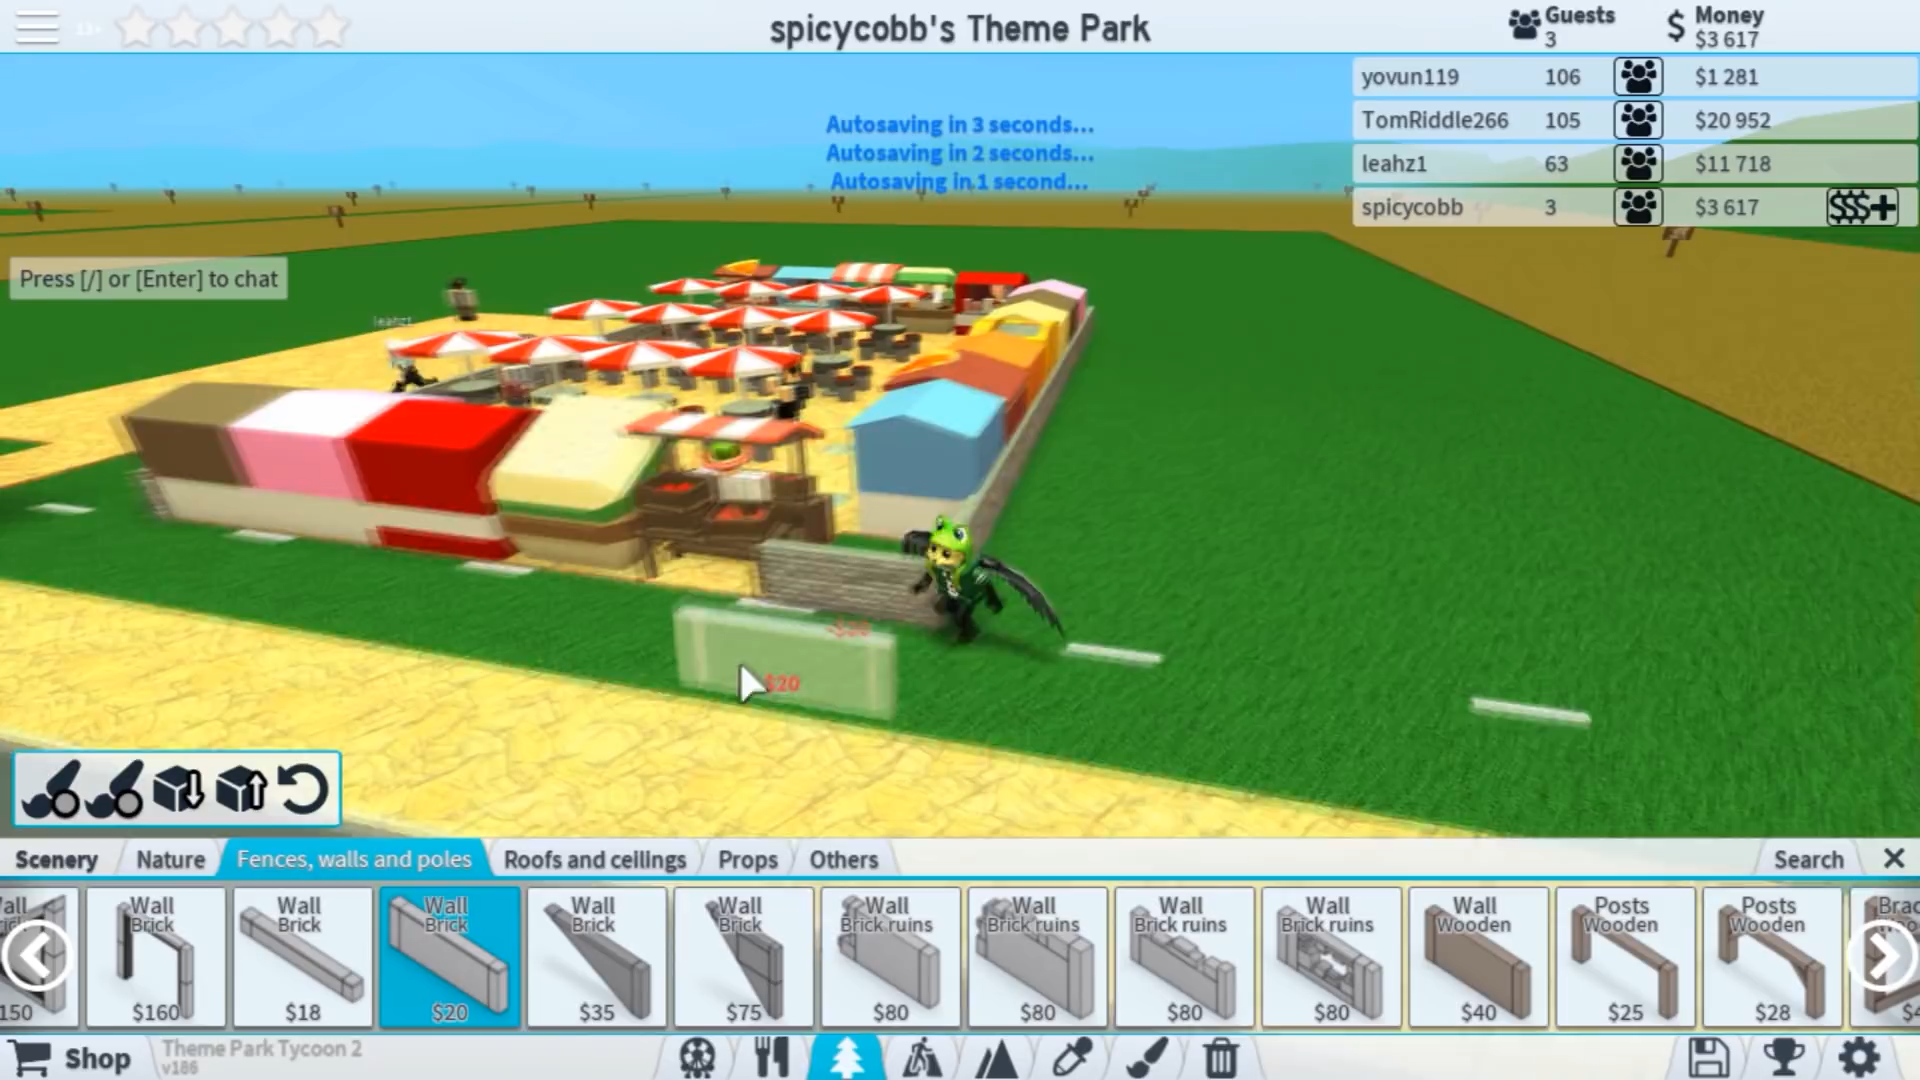 13+
spicycobb's Theme Park
Guests
3
$ Money
$3 617
yovun119 106 $1 281
TomRiddle266 105 $20 952
leahz1 63 $11 718
spicycobb 3 $3 617 $$$+
Autosaving in 3 seconds...
Autosaving in 2 seconds...
Autosaving in 1 second...
Press [/] or [Enter] to chat
leahz1
-$20
$20
Scenery Nature Fences, walls and poles Roofs and ceilings Props Others Search
150
Wall Brick $160
Wall Brick $18
Wall Brick $20
Wall Brick $35
Wall Brick $75
Wall Brick ruins $80
Wall Brick ruins $80
Wall Brick ruins $80
Wall Brick ruins $80
Wall Wooden $40
Posts Wooden $25
Posts Wooden $28
Shop
Theme Park Tycoon 2
v186